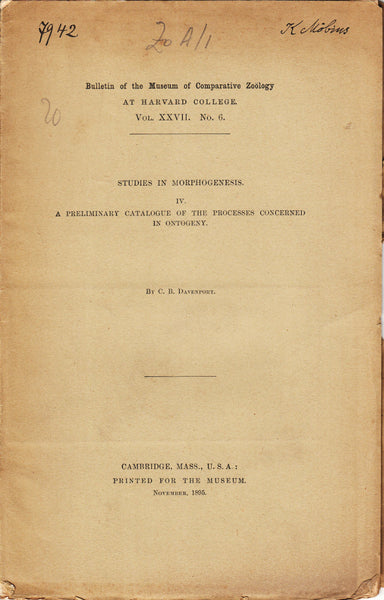 7942
Zo A/1
K Möbius
Bulletin of the Museum of Comparative Zoölogy
AT HARVARD COLLEGE.
VOL. XXVII. No. 6.
20
STUDIES IN MORPHOGENESIS.
IV.
A PRELIMINARY CATALOGUE OF THE PROCESSES CONCERNED
IN ONTOGENY.
BY C. B. DAVENPORT.
CAMBRIDGE, MASS., U. S. A.:
PRINTED FOR THE MUSEUM.
NOVEMBER, 1895.